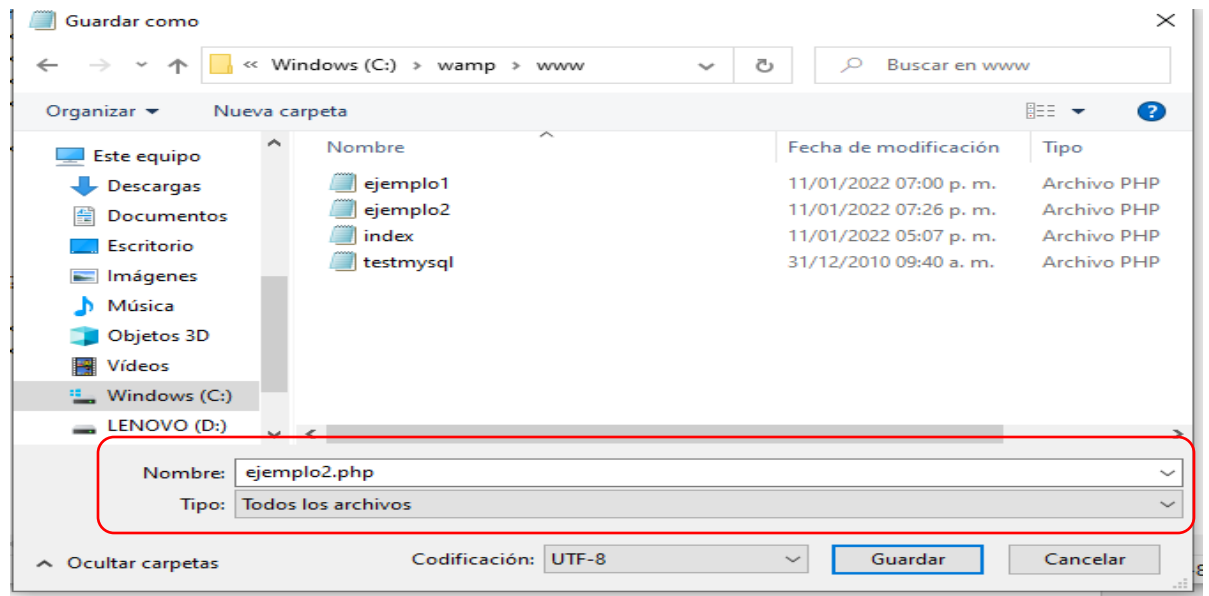 Guardar como
« Windows (C:) > wamp > www
Buscar en www
Organizar
Nueva carpeta
Este equipo
Descargas
Documentos
Escritorio
Imágenes
Música
Objetos 3D
Vídeos
Windows (C:)
LENOVO (D:)
Nombre Fecha de modificación Tipo
ejemplo1 11/01/2022 07:00 p. m. Archivo PHP
ejemplo2 11/01/2022 07:26 p. m. Archivo PHP
index 11/01/2022 05:07 p. m. Archivo PHP
testmysql 31/12/2010 09:40 a. m. Archivo PHP
Nombre: ejemplo2.php
Tipo: Todos los archivos
Ocultar carpetas
Codificación: UTF-8
Guardar
Cancelar